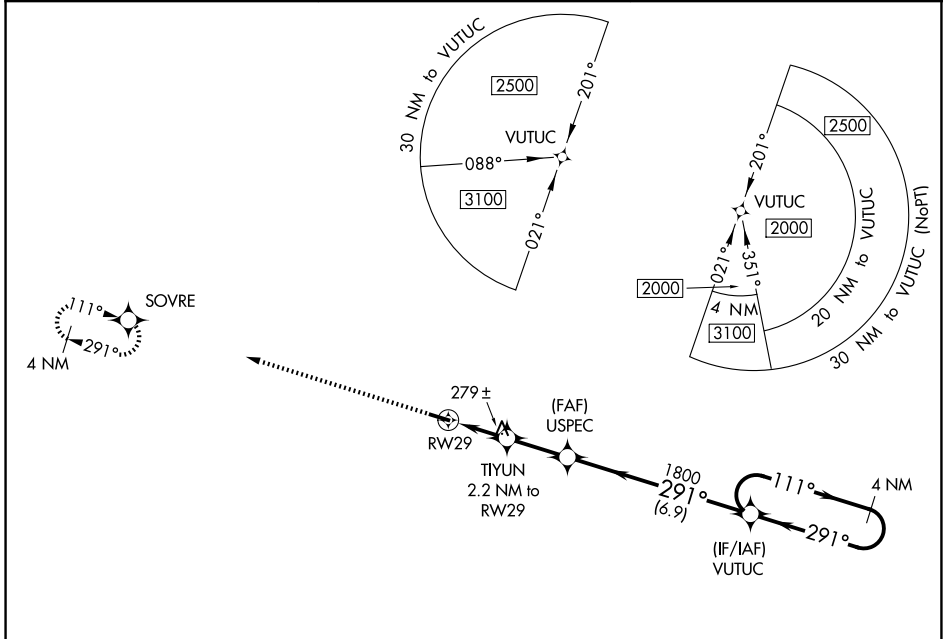 30 NM to VUTUC
2500
201°
VUTUC
088°
3100
021°
2500
201°
VUTUC
2000
021°
351°
2000
4 NM
3100
20 NM to VUTUC
30 NM to VUTUC (NoPT)
111°
SOVRE
291°
4 NM
279±
RW29
(FAF)
USPEC
TIYUN
2.2 NM to
RW29
1800
291°
(6.9)
111°
4 NM
291°
(IF/IAF)
VUTUC